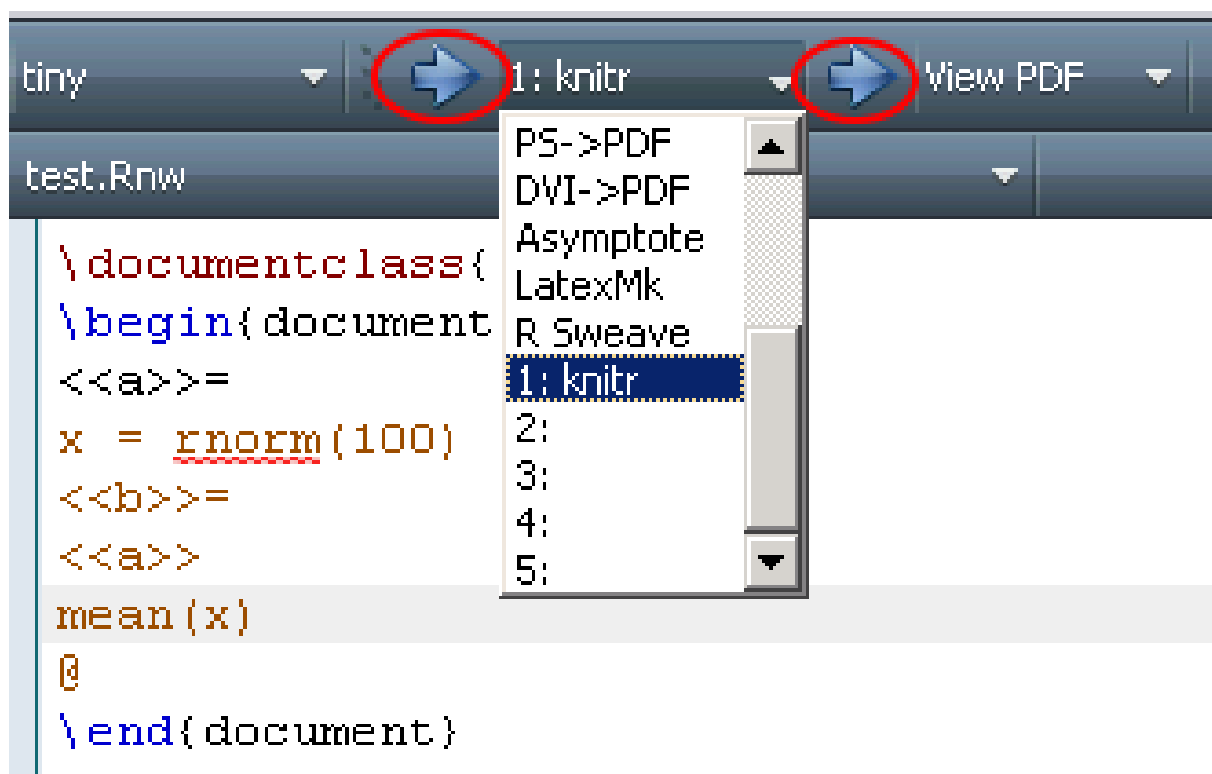 tiny 1: knitr View PDF
test.Rnw
PS->PDF
DVI->PDF
Asymptote
LatexMk
R Sweave
1: knitr
2:
3:
4:
5:
\documentclass{
\begin{document
<<a>>=
x = rnorm(100)
<<b>>=
<<a>>
mean(x)
@
\end{document}